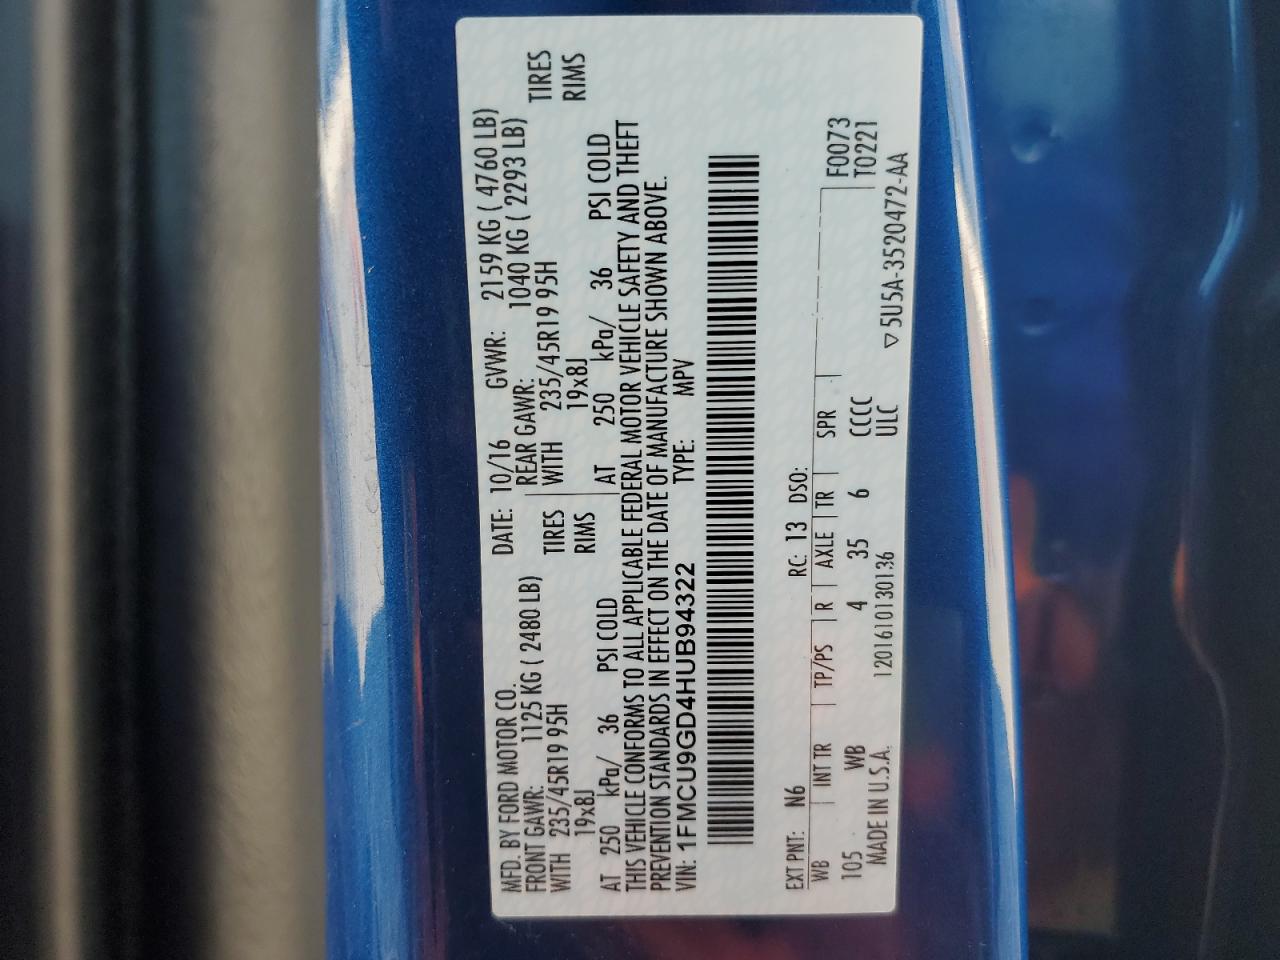 MFD. BY FORD MOTOR CO. DATE: 10/16 GVWR: 2159 KG ( 4760 LB)
FRONT GAWR: 1125 KG ( 2480 LB) REAR GAWR: 1040 KG ( 2293 LB)
WITH 235/45R19 95H TIRES WITH 235/45R19 95H TIRES
19x8J RIMS 19x8J RIMS
AT 250 kPa/ 36 PSI COLD AT 250 kPa/ 36 PSI COLD
THIS VEHICLE CONFORMS TO ALL APPLICABLE FEDERAL MOTOR VEHICLE SAFETY AND THEFT
PREVENTION STANDARDS IN EFFECT ON THE DATE OF MANUFACTURE SHOWN ABOVE.
VIN: 1FMCU9GD4HUB94322 TYPE: MPV
EXT PNT: N6 RC: 13 DSO:
WB INT TR TP/PS R AXLE TR SPR F0073
105 WB 4 35 6 CCCC T0221
MADE IN U.S.A. 1201610130136 ULC ▽5U5A-3520472-AA